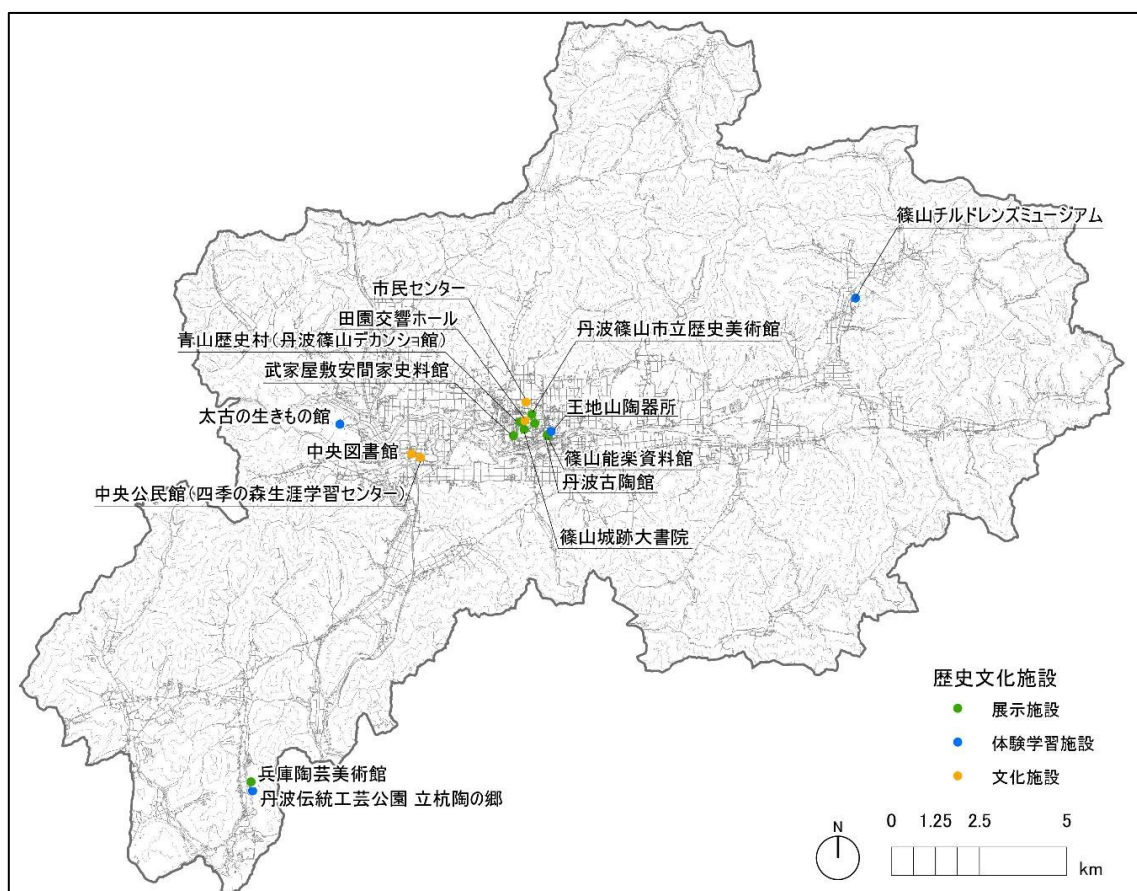 篠山チルドレンズミュージアム
市民センター
田園交響ホール
丹波篠山市立歴史美術館
青山歴史村(丹波篠山デカンショ館)
武家屋敷安間家史料館
王地山陶器所
太古の生きもの館
中央図書館
篠山能楽資料館
丹波古陶館
中央公民館(四季の森生涯学習センター)
篠山城跡大書院
歴史文化施設
展示施設
体験学習施設
文化施設
兵庫陶芸美術館
丹波伝統工芸公園 立杭陶の郷
N
0 1.25 2.5 5
km